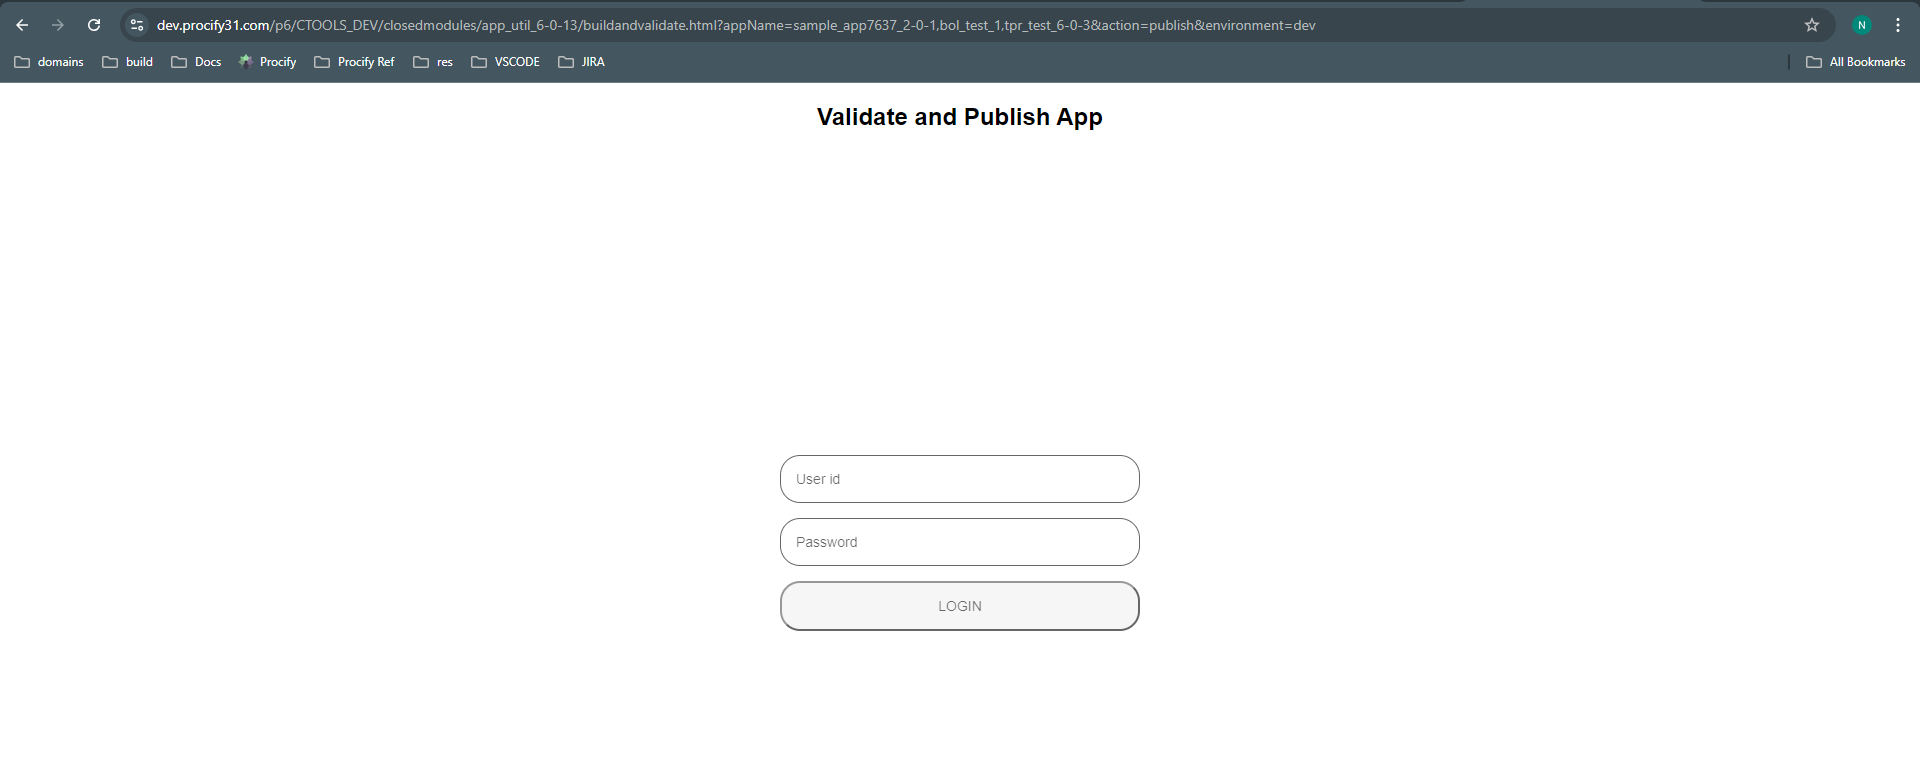 dev.procify31.com/p6/CTOOLS_DEV/closedmodules/app_util_6-0-13/buildandvalidate.html?appName=sample_app7637_2-0-1,bol_test_1,tpr_test_6-0-3&action=publish&environment=dev
N
domains build Docs Procify Procify Ref res VSCODE JIRA All Bookmarks
Validate and Publish App
User id
Password
LOGIN